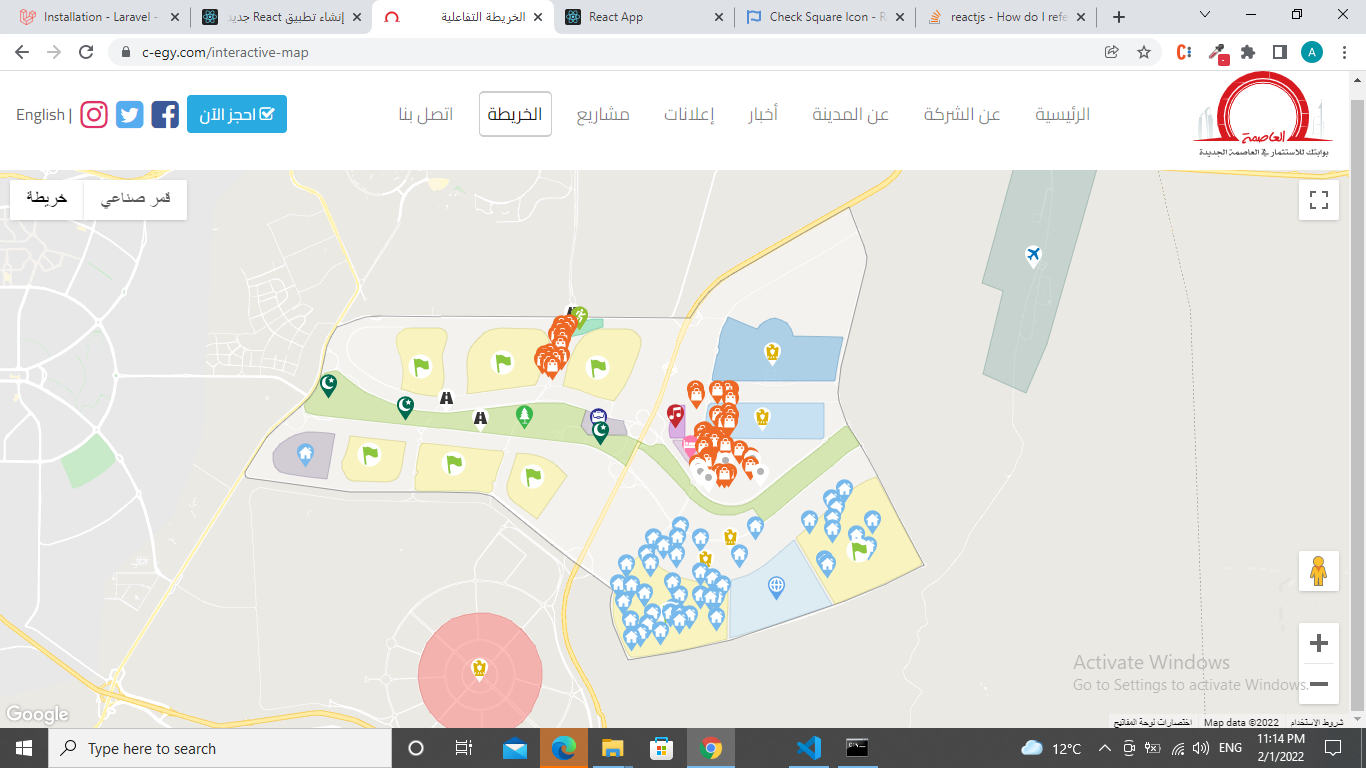 Installation - Laravel -
إنشاء تطبيق React جديد
الخريطة التفاعلية
React App
Check Square Icon - R
reactjs - How do I refe
c-egy.com/interactive-map
A
English |
احجز الآن
اتصل بنا
الخريطة
مشاريع
إعلانات
أخبار
عن المدينة
عن الشركة
الرئيسية
العاصمة
بوابتك للاستثمار في العاصمة الجديدة
خريطة
قمر صناعي
Activate Windows
Go to Settings to activate Windows.
Google
اختصارات لوحة المفاتيح
Map data ©2022
شروط الاستخدام
Type here to search
12°C
ENG
11:14 PM
2/1/2022